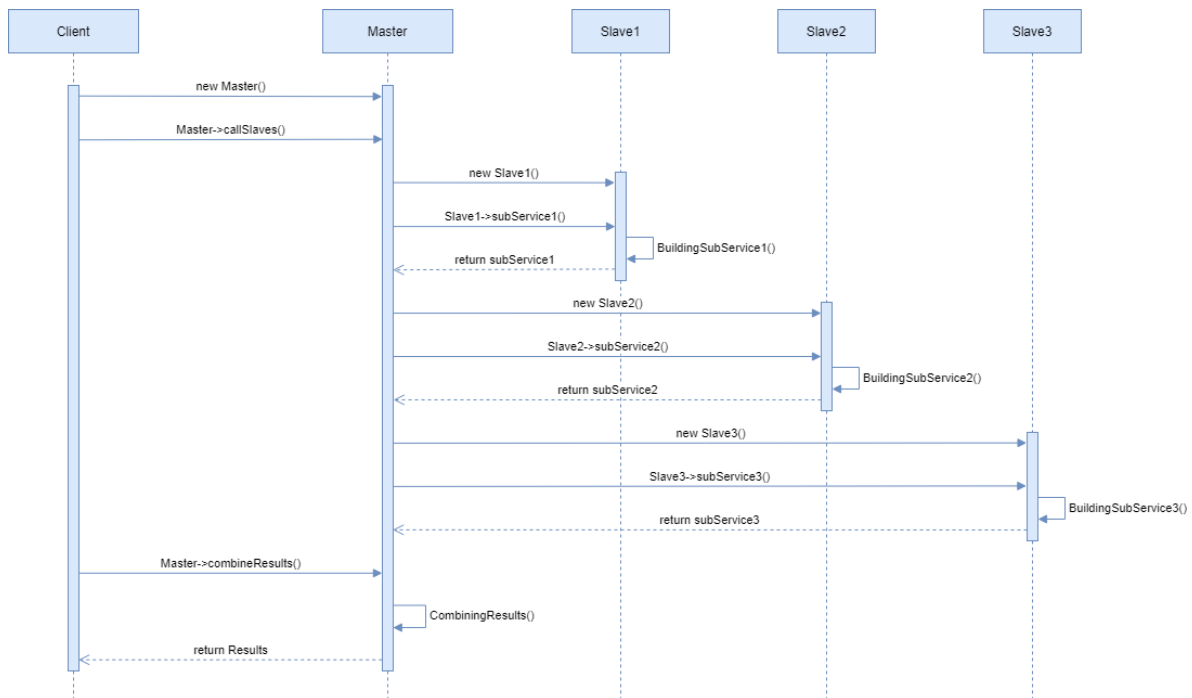 Client
Master
Slave1
Slave2
Slave3
new Master()
Master->callSlaves()
new Slave1()
Slave1->subService1()
BuildingSubService1()
return subService1
new Slave2()
Slave2->subService2()
BuildingSubService2()
return subService2
new Slave3()
Slave3->subService3()
BuildingSubService3()
return subService3
Master->combineResults()
CombiningResults()
return Results